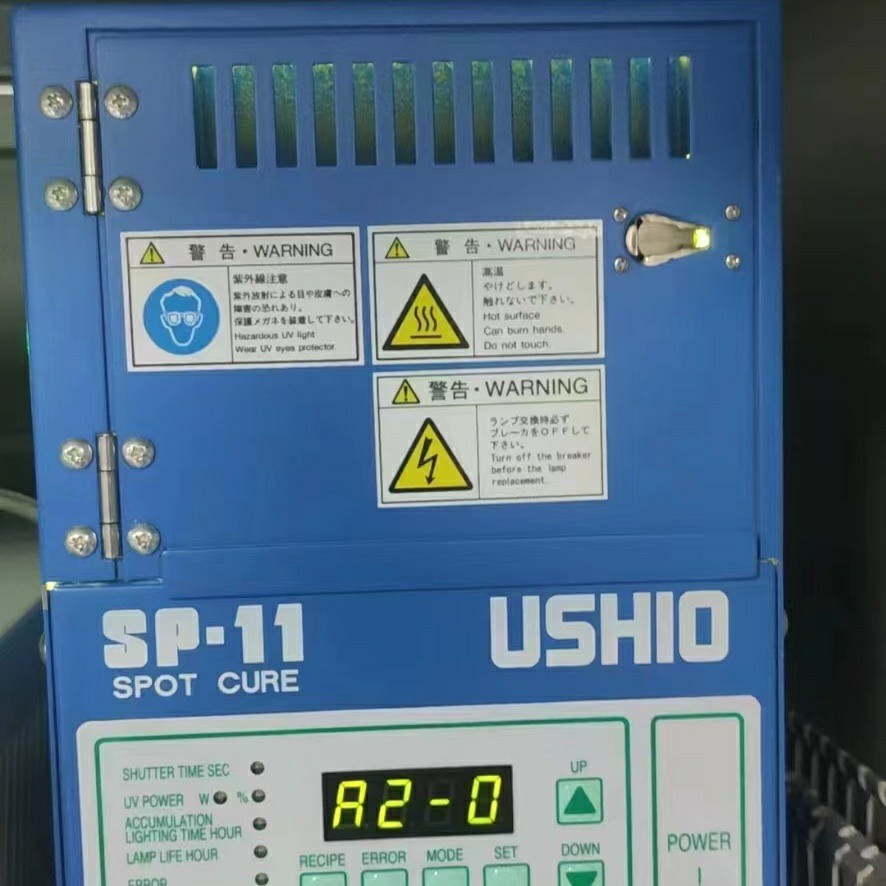 警告・WARNING
紫外線注意
紫外放射による目や皮膚への
障害の恐れあり。
保護メガネを装着して下さい。
Hazardous UV light
Wear UV eyes protector.
警告・WARNING
高温
やけどします。
触れないで下さい。
Hot surface
Can burn hands.
Do not touch.
警告・WARNING
ランプ交換時必ず
ブレーカをOFFして
下さい。
Turn off the breaker
before the lamp
replacement.
SP-11
SPOT CURE
USHIO
SHUTTER TIME SEC
UV POWER W %
ACCUMULATION
LIGHTING TIME HOUR
LAMP LIFE HOUR
ERROR
A2-0
RECIPE ERROR MODE SET
UP
DOWN
POWER
I